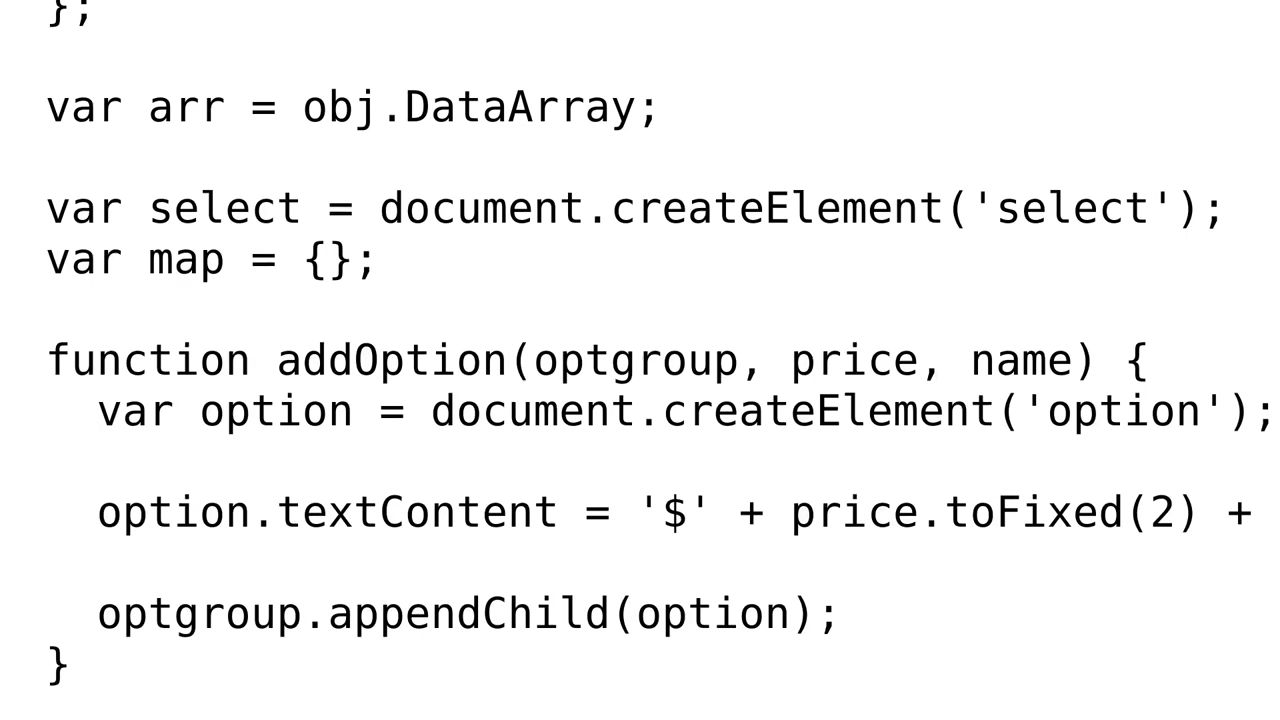 };
var arr = obj.DataArray;
var select = document.createElement('select');
var map = {};
function addOption(optgroup, price, name) {
  var option = document.createElement('option');
  option.textContent = '$' + price.toFixed(2) +
  optgroup.appendChild(option);
}